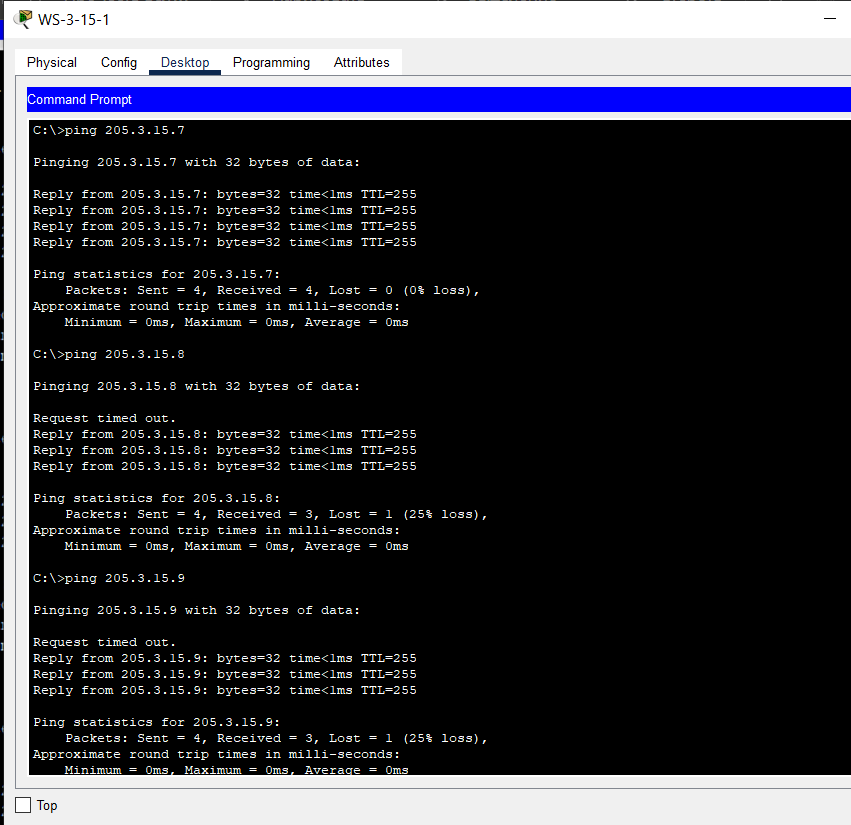 WS-3-15-1
Physical Config Desktop Programming Attributes
Command Prompt
C:\>ping 205.3.15.7
Pinging 205.3.15.7 with 32 bytes of data:
Reply from 205.3.15.7: bytes=32 time<1ms TTL=255
Reply from 205.3.15.7: bytes=32 time<1ms TTL=255
Reply from 205.3.15.7: bytes=32 time<1ms TTL=255
Reply from 205.3.15.7: bytes=32 time<1ms TTL=255
Ping statistics for 205.3.15.7:
Packets: Sent = 4, Received = 4, Lost = 0 (0% loss),
Approximate round trip times in milli-seconds:
Minimum = 0ms, Maximum = 0ms, Average = 0ms
C:\>ping 205.3.15.8
Pinging 205.3.15.8 with 32 bytes of data:
Request timed out.
Reply from 205.3.15.8: bytes=32 time<1ms TTL=255
Reply from 205.3.15.8: bytes=32 time<1ms TTL=255
Reply from 205.3.15.8: bytes=32 time<1ms TTL=255
Ping statistics for 205.3.15.8:
Packets: Sent = 4, Received = 3, Lost = 1 (25% loss),
Approximate round trip times in milli-seconds:
Minimum = 0ms, Maximum = 0ms, Average = 0ms
C:\>ping 205.3.15.9
Pinging 205.3.15.9 with 32 bytes of data:
Request timed out.
Reply from 205.3.15.9: bytes=32 time<1ms TTL=255
Reply from 205.3.15.9: bytes=32 time<1ms TTL=255
Reply from 205.3.15.9: bytes=32 time<1ms TTL=255
Ping statistics for 205.3.15.9:
Packets: Sent = 4, Received = 3, Lost = 1 (25% loss),
Approximate round trip times in milli-seconds:
Minimum = 0ms, Maximum = 0ms, Average = 0ms
Top